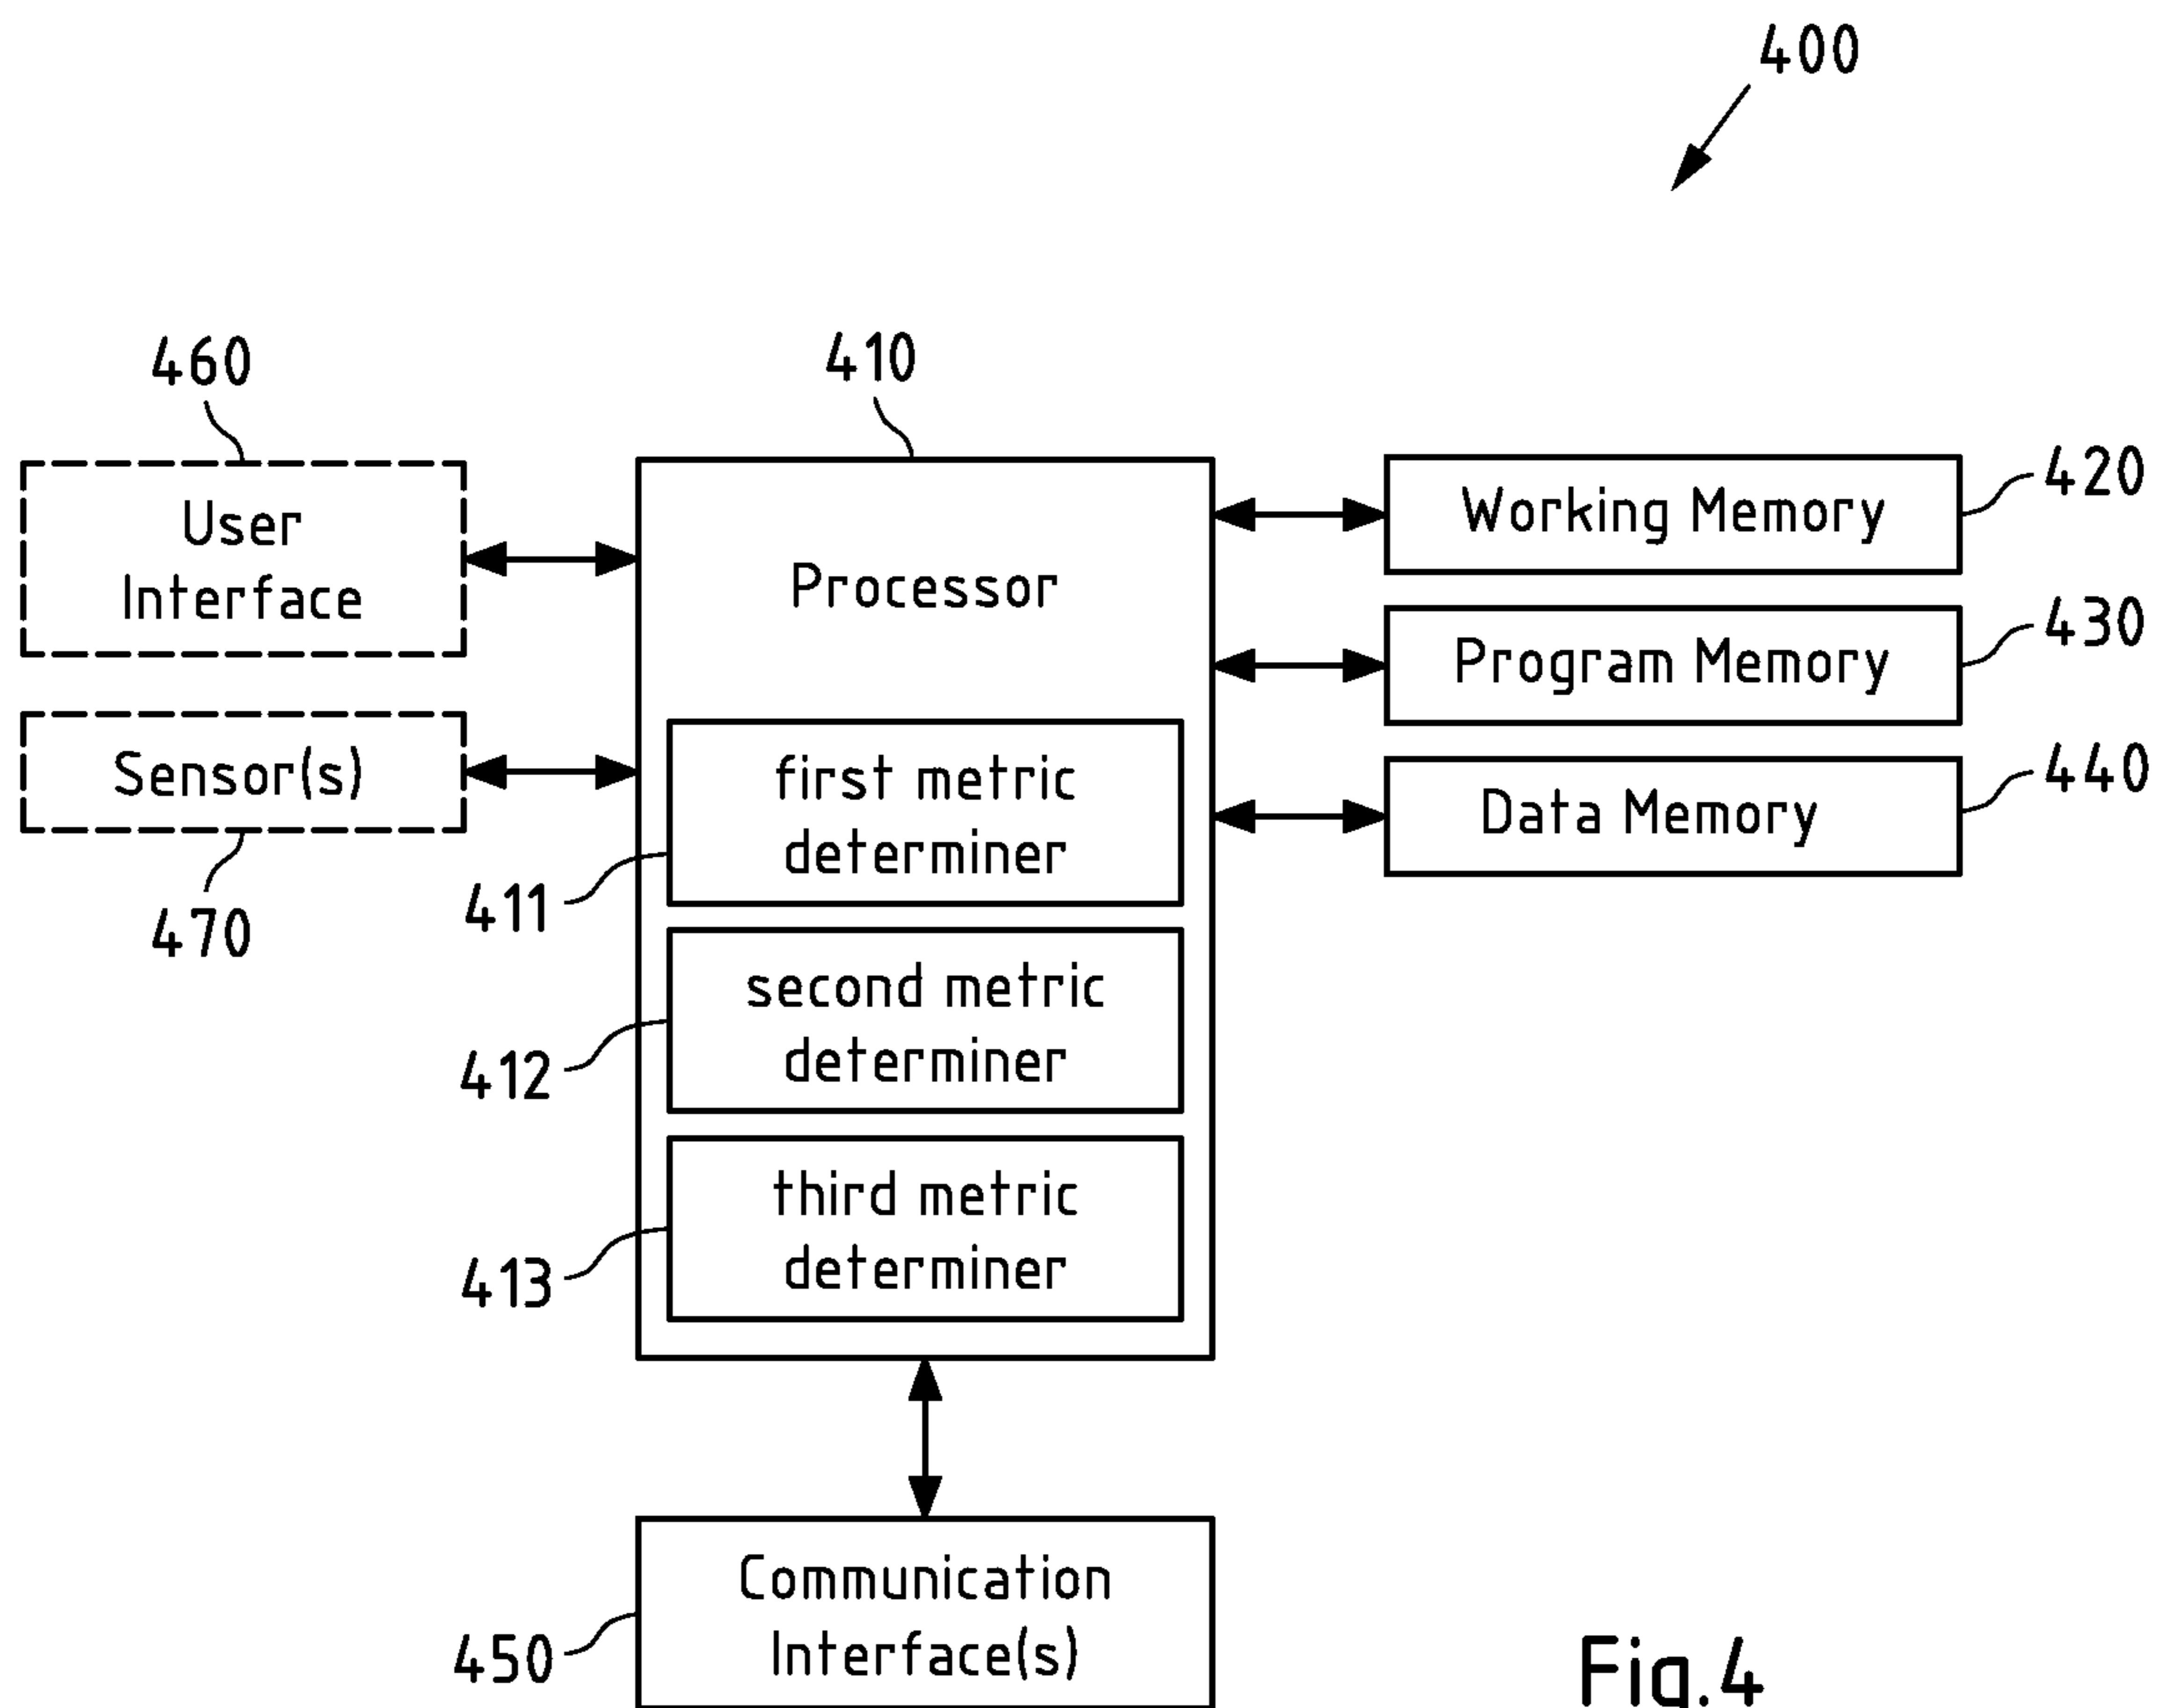 400
460
410
User
Interface
Processor
Working Memory
420
Program Memory
430
Sensor(s)
470
first metric
determiner
411
Data Memory
440
second metric
determiner
412
third metric
determiner
413
Communication
Interface(s)
450
Fig.4